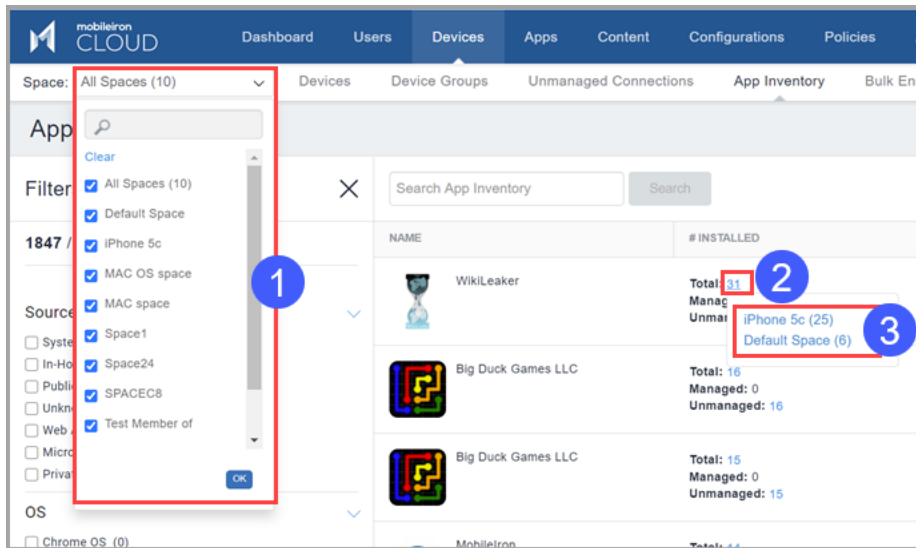 mobileiron
CLOUD
Dashboard Users Devices Apps Content Configurations Policies
Space: All Spaces (10) Devices Device Groups Unmanaged Connections App Inventory Bulk En
App
Clear
All Spaces (10)
Default Space
iPhone 5c
MAC OS space
MAC space
Space1
Space24
SPACEC8
Test Member of
OK
1
Filter
1847 /
Source
Syste
In-Ho
Publi
Unkn
Web
Micro
Priva
OS
Chrome OS (0)
Search App Inventory Search
NAME # INSTALLED
WikiLeaker
Total: 31
Manag
Unma
2
iPhone 5c (25)
Default Space (6)
3
Big Duck Games LLC
Total: 16
Managed: 0
Unmanaged: 16
Big Duck Games LLC
Total: 15
Managed: 0
Unmanaged: 15
MobileIron
Total: 14